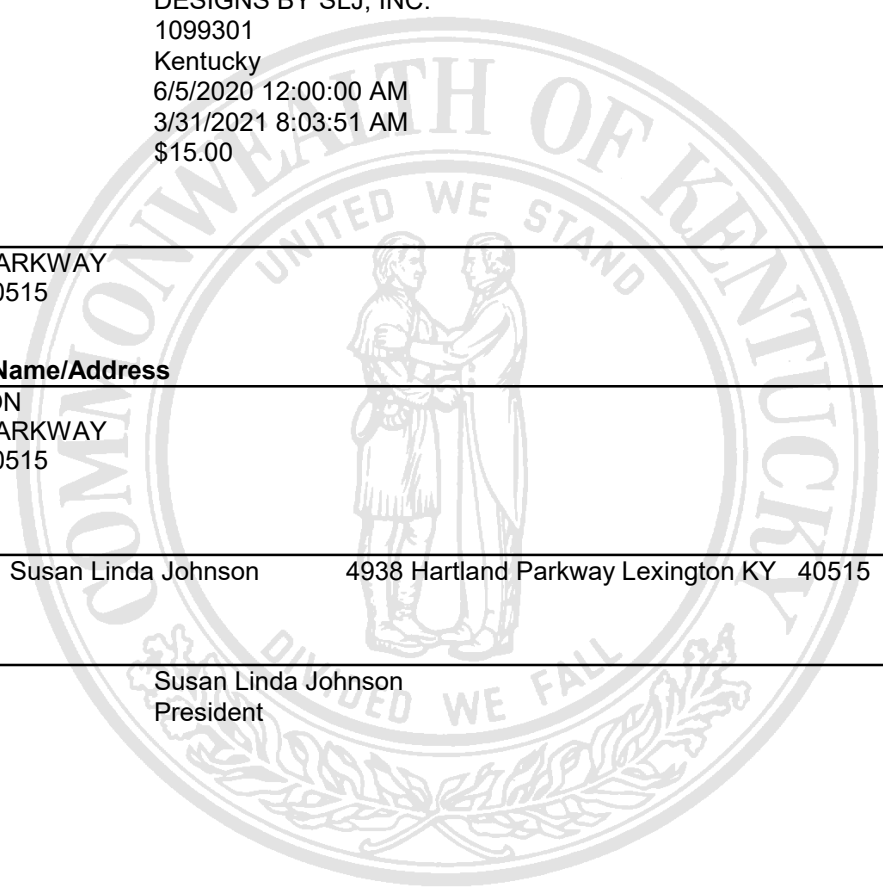 DESIGNS BY SLJ, INC.
1099301
Kentucky
6/5/2020 12:00:00 AM
3/31/2021 8:03:51 AM
$15.00
COMMONWEALTH OF KENTUCKY
UNITED WE STAND
ARKWAY
0515
Name/Address
ON
ARKWAY
0515
Susan Linda Johnson 4938 Hartland Parkway Lexington KY 40515
DIVIDED WE FALL
Susan Linda Johnson
President